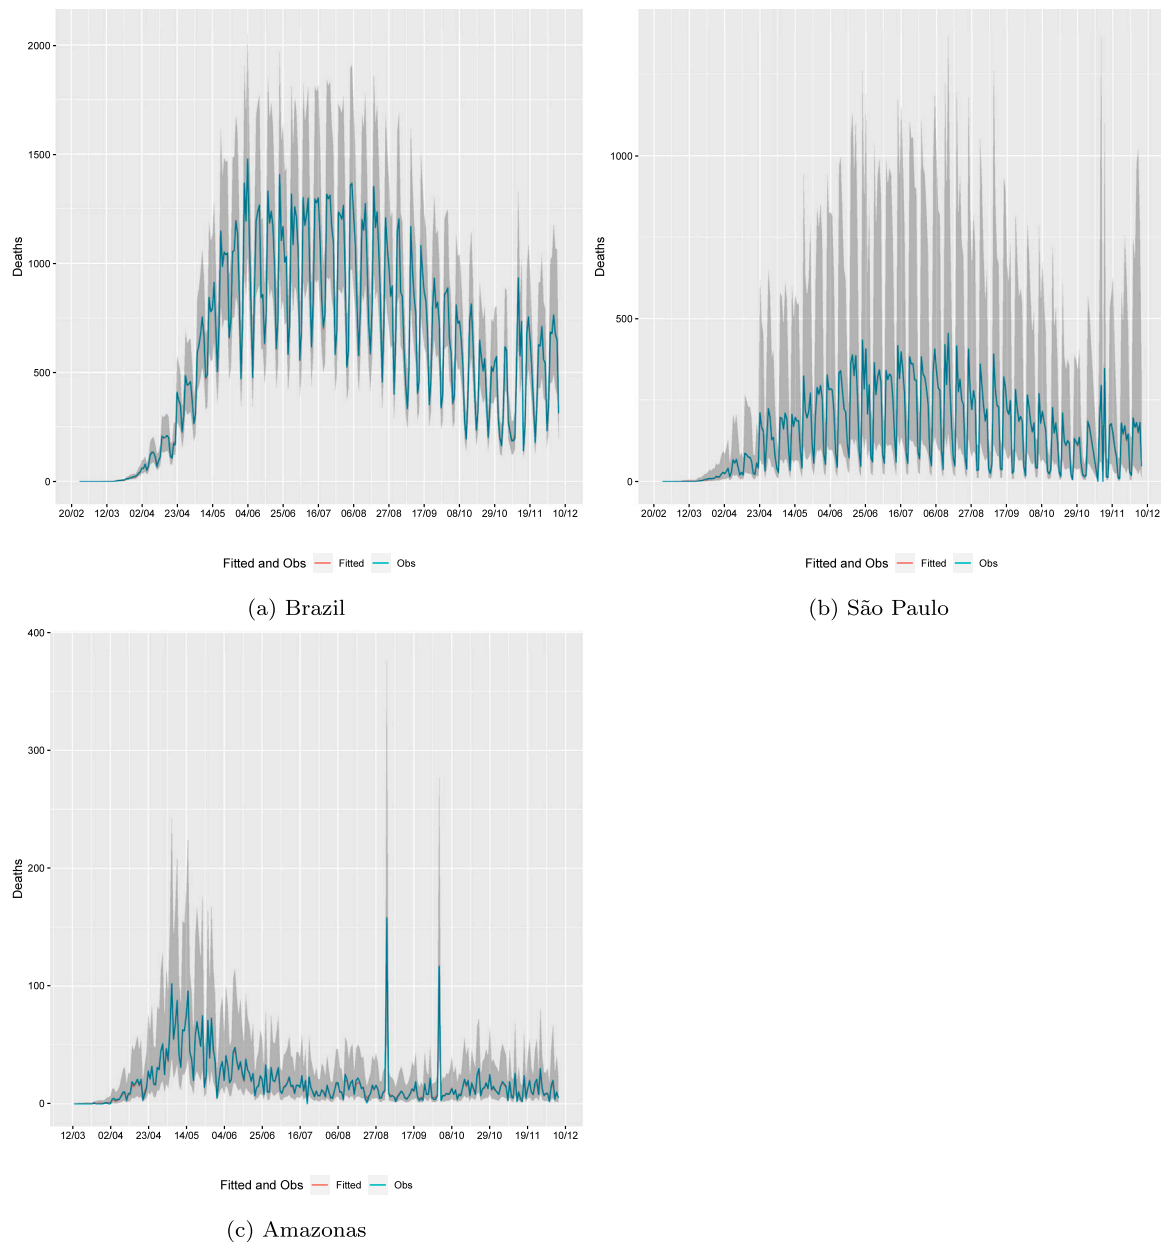 2000
1500
1000
500
0
Deaths
20/02 12/03 02/04 23/04 14/05 04/06 25/06 16/07 06/08 27/08 17/09 08/10 29/10 19/11 10/12
Fitted and Obs Fitted Obs
(a) Brazil
1000
500
0
Deaths
20/02 12/03 02/04 23/04 14/05 04/06 25/06 16/07 06/08 27/08 17/09 08/10 29/10 19/11 10/12
Fitted and Obs Fitted Obs
(b) São Paulo
400
300
200
100
0
Deaths
12/03 02/04 23/04 14/05 04/06 25/06 16/07 06/08 27/08 17/09 08/10 29/10 19/11 10/12
Fitted and Obs Fitted Obs
(c) Amazonas